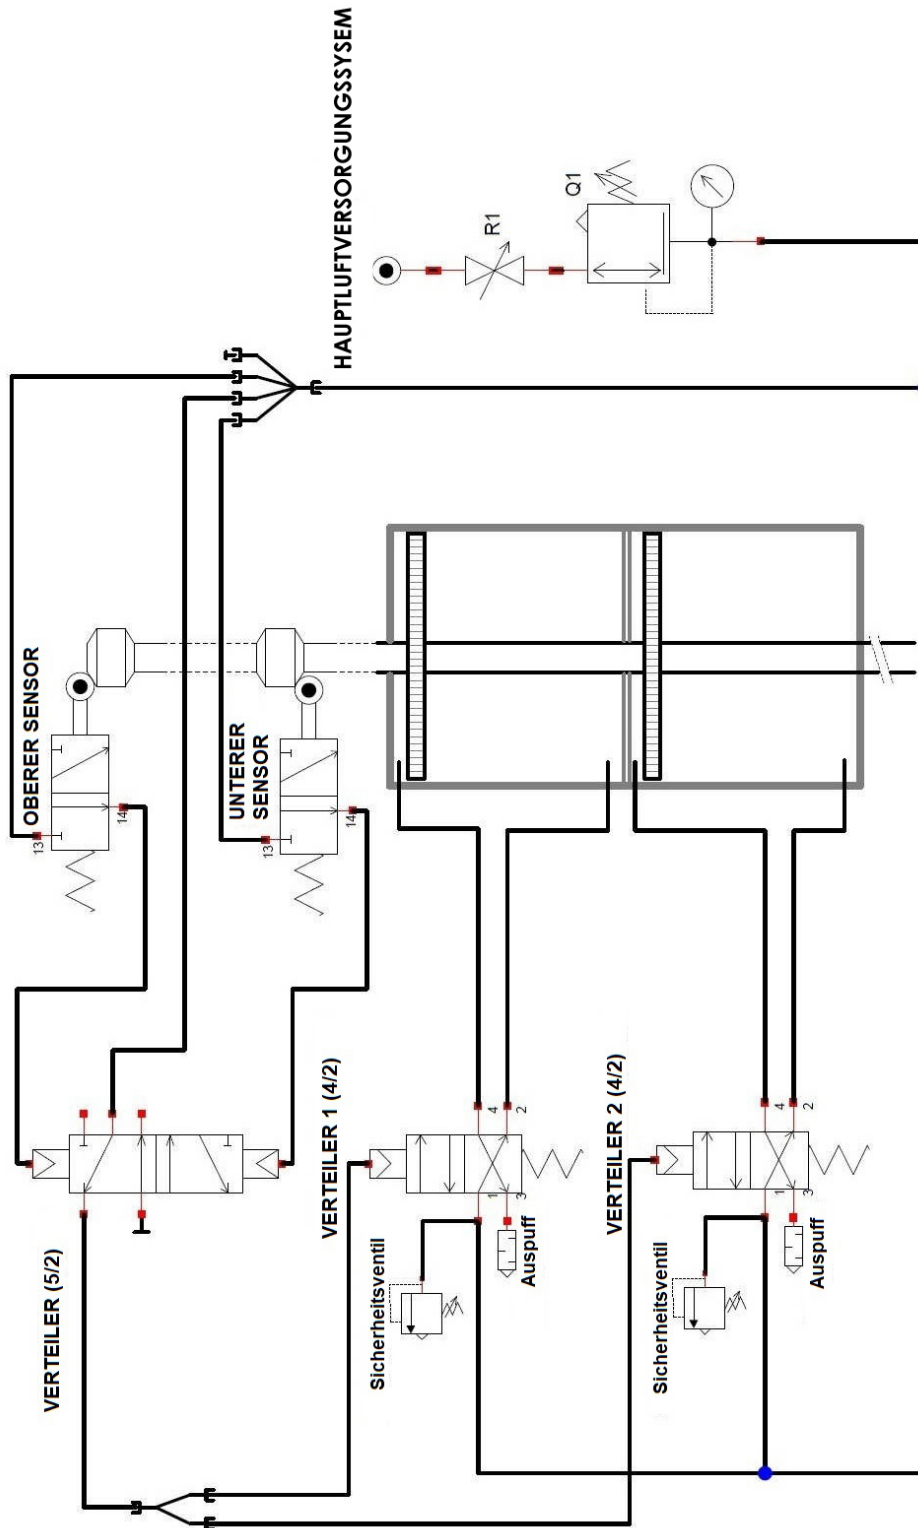 HAUPTLUFTVERSORGUNGSSYSEM
R1
Q1
OBERER SENSOR
13
14
UNTERER
SENSOR
13
14
VERTEILER (5/2)
VERTEILER 1 (4/2)
4
2
1
3
Sicherheitsventil
Auspuff
VERTEILER 2 (4/2)
4
2
1
3
Sicherheitsventil
Auspuff